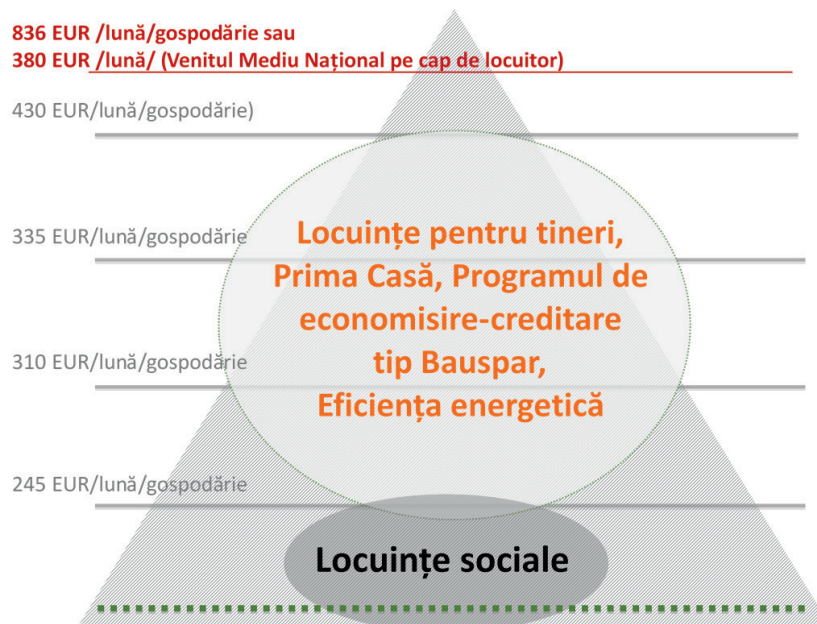 836 EUR /lună/gospodărie sau
380 EUR /lună/ (Venitul Mediu Național pe cap de locuitor)
430 EUR/lună/gospodărie)
335 EUR/lună/gospodărie
Locuințe pentru tineri,
Prima Casă, Programul de
economisire-creditare
tip Bauspar,
Eficiența energetică
310 EUR/lună/gospodărie
245 EUR/lună/gospodărie
Locuințe sociale